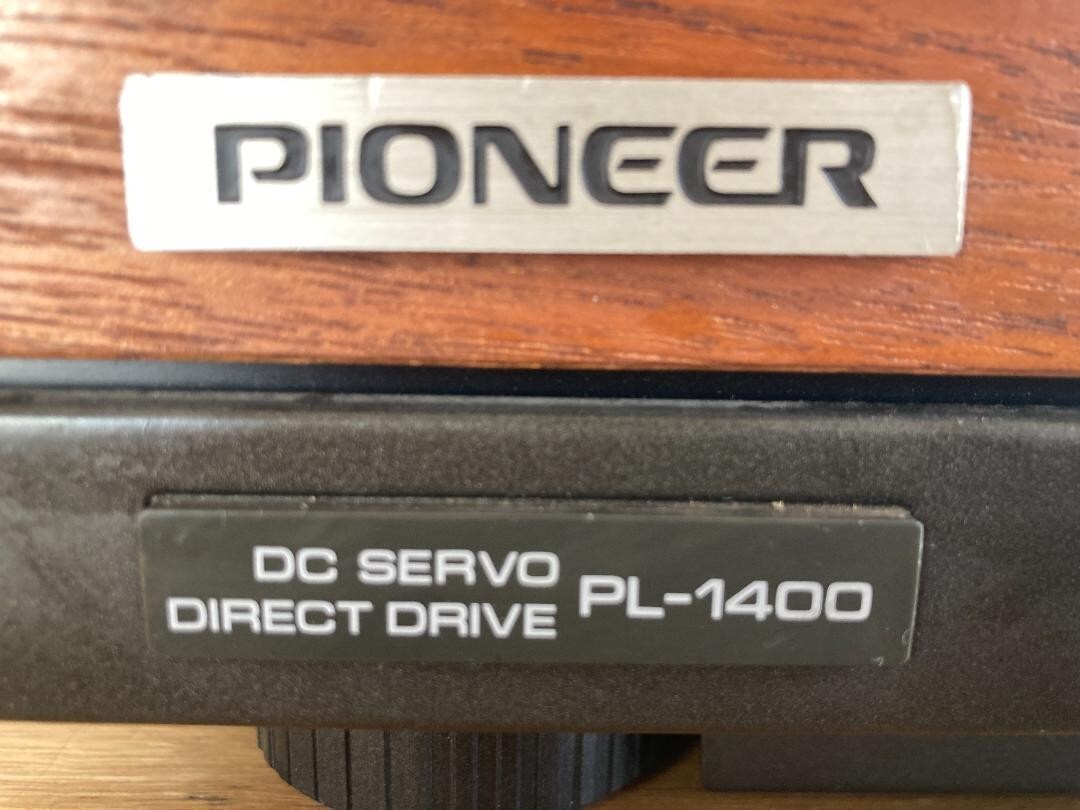 PIONEER
DC SERVO
DIRECT DRIVE
PL-1400